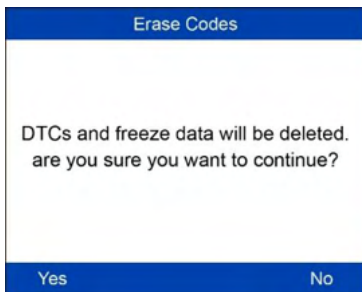 Erase Codes
DTCs and freeze data will be deleted.
are you sure you want to continue?
Yes No